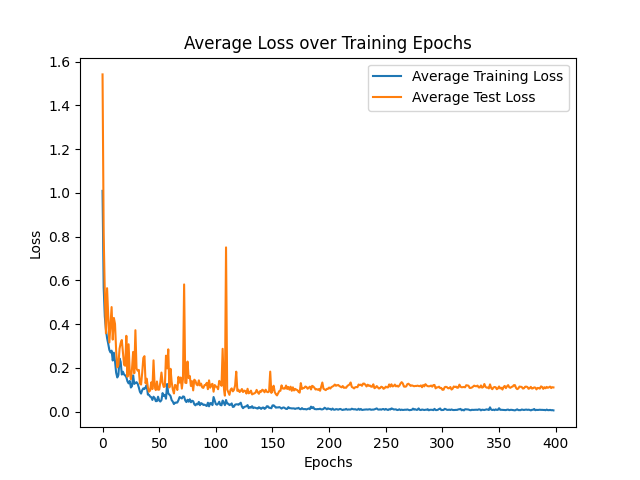 Average Loss over Training Epochs
Average Training Loss
Average Test Loss
Loss
1.6
1.4
1.2
1.0
0.8
0.6
0.4
0.2
0.0
0 50 100 150 200 250 300 350 400
Epochs